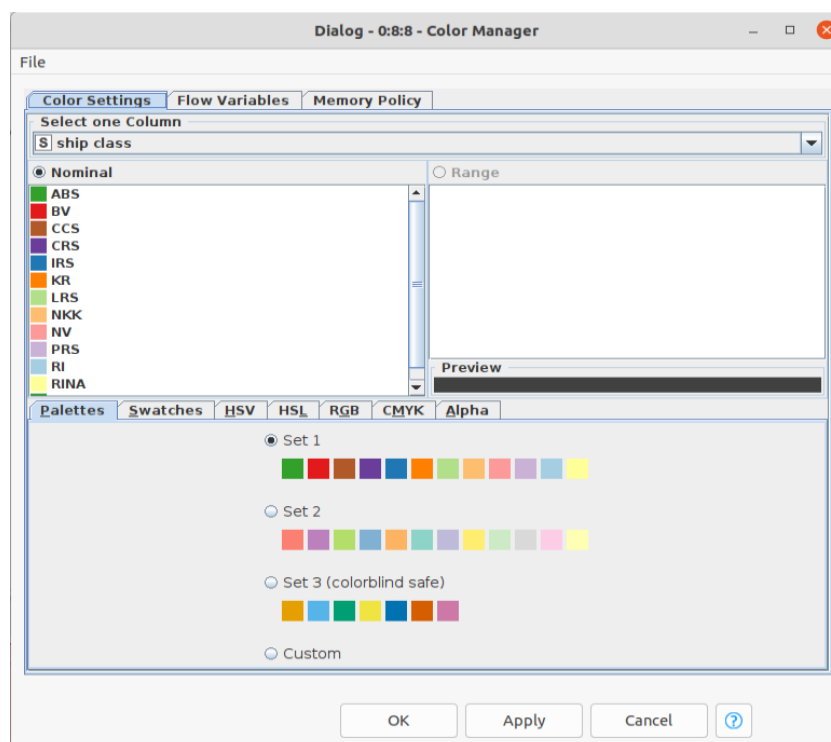 Dialog - 0:8:8 - Color Manager
File
Color Settings Flow Variables Memory Policy
Select one Column
S ship class
Nominal Range
ABS
BV
CCS
CRS
IRS
KR
LRS
NKK
NV
PRS
RI
RINA
Preview
Palettes Swatches HSV HSL RGB CMYK Alpha
Set 1
Set 2
Set 3 (colorblind safe)
Custom
OK Apply Cancel ?